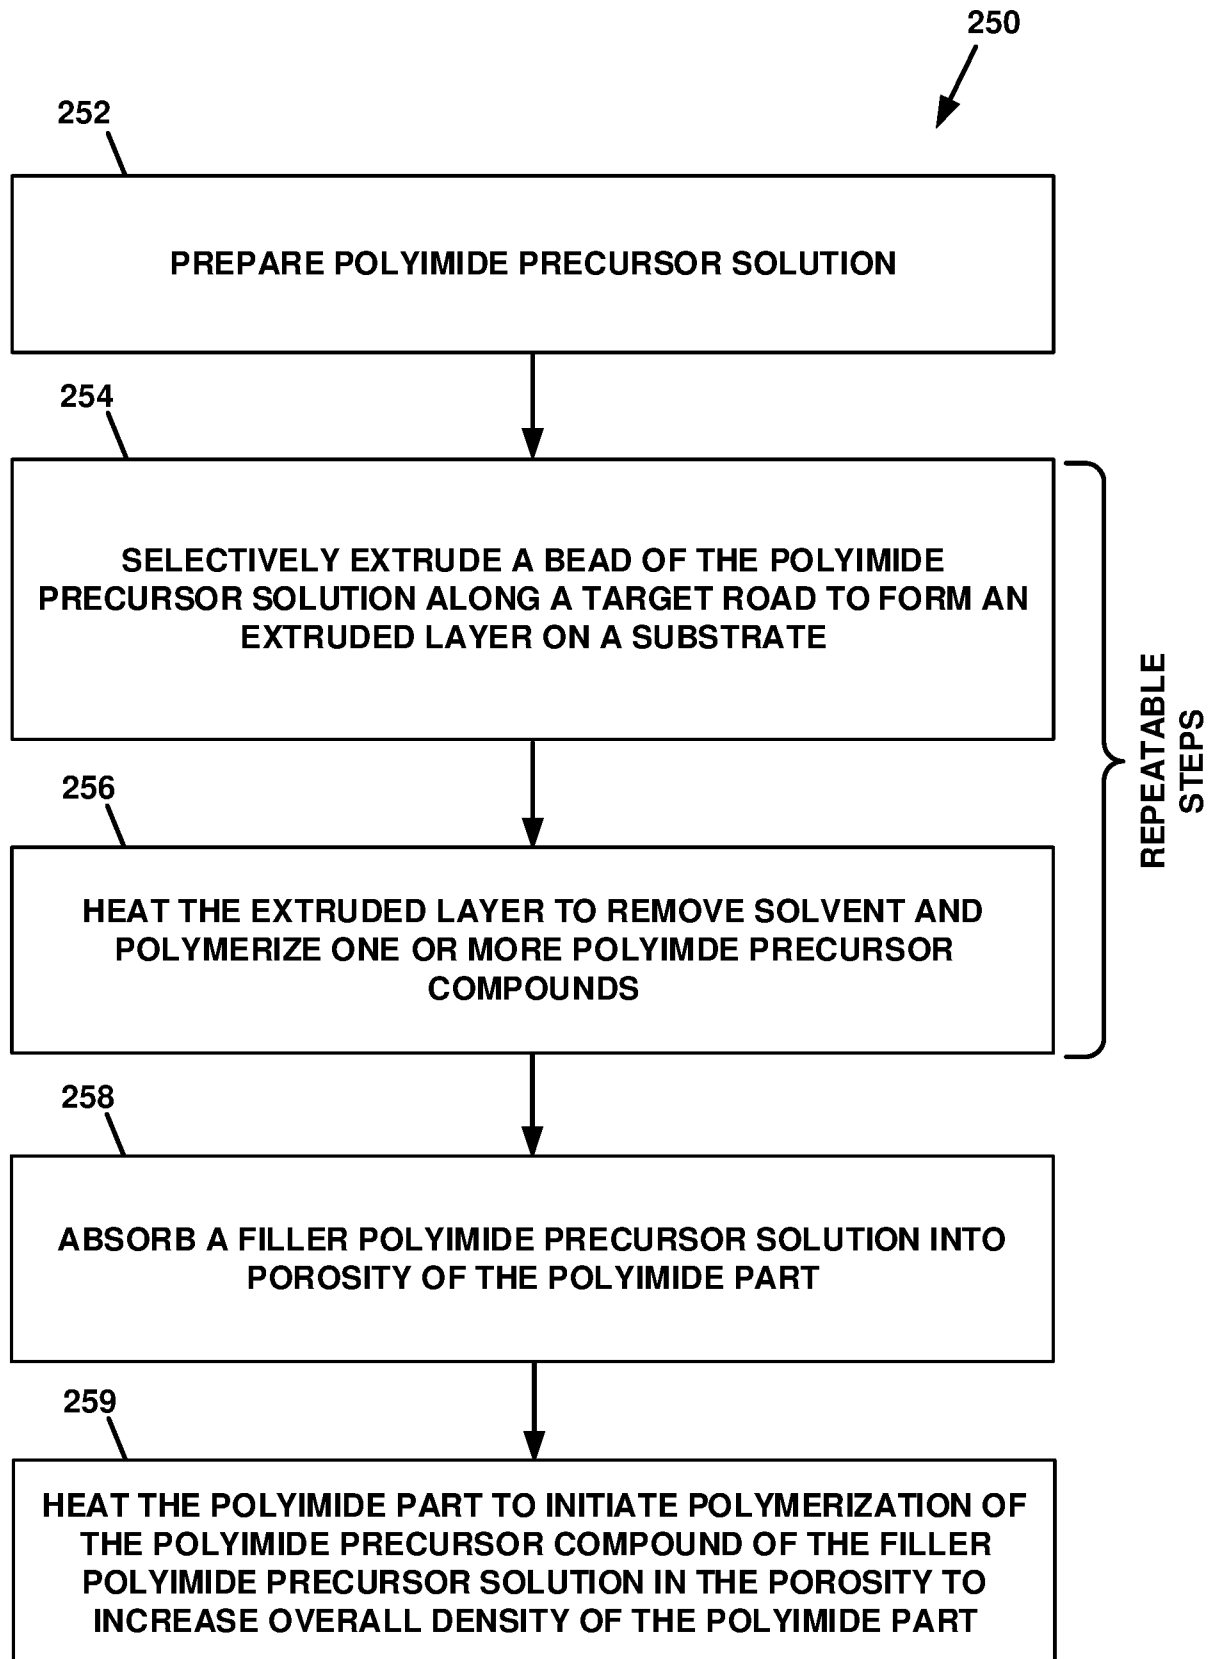 250
252
PREPARE POLYIMIDE PRECURSOR SOLUTION
254
SELECTIVELY EXTRUDE A BEAD OF THE POLYIMIDE
PRECURSOR SOLUTION ALONG A TARGET ROAD TO FORM AN
EXTRUDED LAYER ON A SUBSTRATE
REPEATABLE
STEPS
256
HEAT THE EXTRUDED LAYER TO REMOVE SOLVENT AND
POLYMERIZE ONE OR MORE POLYIMDE PRECURSOR
COMPOUNDS
258
ABSORB A FILLER POLYIMIDE PRECURSOR SOLUTION INTO
POROSITY OF THE POLYIMIDE PART
259
HEAT THE POLYIMIDE PART TO INITIATE POLYMERIZATION OF
THE POLYIMIDE PRECURSOR COMPOUND OF THE FILLER
POLYIMIDE PRECURSOR SOLUTION IN THE POROSITY TO
INCREASE OVERALL DENSITY OF THE POLYIMIDE PART